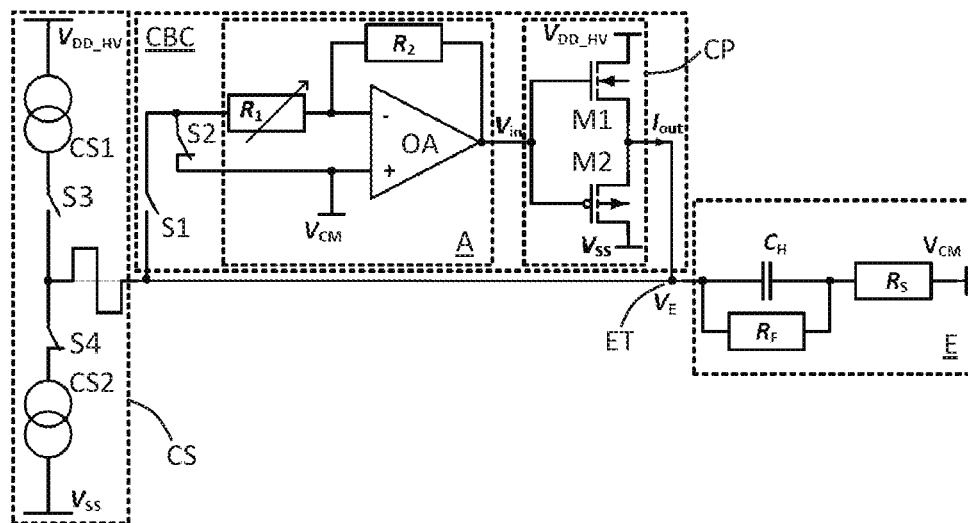 V_DD_HV
CS1
S3
S4
CS2
V_SS
CS
CBC
S2
S1
R_1
R_2
-
OA
+
V_CM
A
V_in
V_DD_HV
M1
M2
V_SS
I_out
CP
V_E
ET
C_H
R_F
R_S
V_CM
E